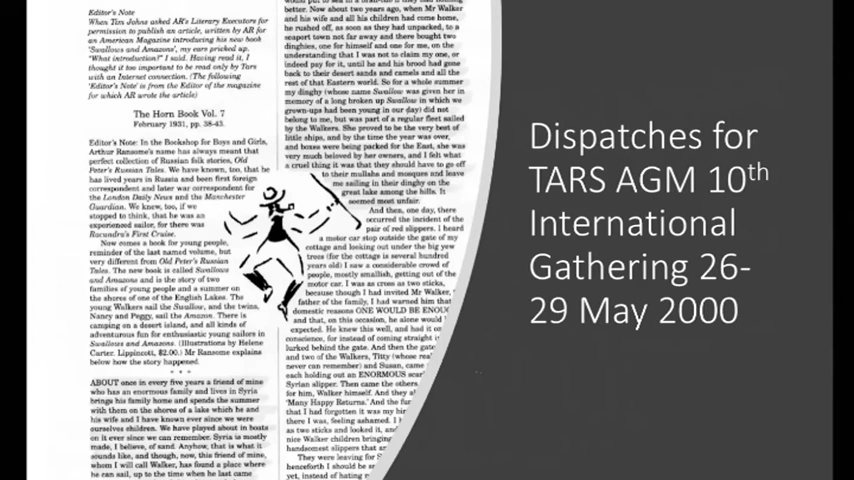 Editor's Note
When Tim Johns asked AR's Literary Executors for
permission to publish an article, written by AR for
an American Magazine introducing his new book
'Swallows and Amazons', my ears pricked up.
"What introduction?" I said. Having read it, I
thought it too important to be read only by Tars
with an Internet connection. (The following
'Editor's Note' is from the Editor of the magazine
for which AR wrote the article)
The Horn Book Vol. 7
February 1931, pp. 38-43.
Editor's Note: In the Bookshop for Boys and Girls,
Arthur Ransome's name has always meant that
perfect collection of Russian folk stories, Old
Peter's Russian Tales. We have known, too, that he
has lived years in Russia and been first foreign
correspondent and later war correspondent for
the London Daily News and the Manchester
Guardian. We knew, too, if we
stopped to think, that he was an
experienced sailor, for there was
Racundra's First Cruise.
Now comes a book for young people,
reminder of the last named volume, but
very different from Old Peter's Russian
Tales. The new book is called Swallows
and Amazons and is the story of two
families of young people and a summer on
the shores of one of the English Lakes. The
young Walkers sail the Swallow, and the twins,
Nancy and Peggy, sail the Amazon. There is
camping on a desert island, and all kinds of
adventurous fun for enthusiastic young sailors in
Swallows and Amazons. (Illustrations by Helene
Carter. Lippincott, $2.00.) Mr Ransome explains
below how the story happened.
* * *
ABOUT once in every five years a friend of mine
who has an enormous family and lives in Syria
brings his family home and spends the summer
with them on the shores of a lake which he and
his wife and I have known ever since we were
ourselves children. We have played about in boats
on it ever since we can remember. Syria is mostly
made, I believe, of sand. Anyhow, that is what it
sounds like, and though, now, this friend of mine,
whom I will call Walker, has found a place where
he can sail, up to the time when he last came
better. Now about two years ago, when Mr Walker
and his wife and all his children had come home,
he rushed off, as soon as they had unpacked, to a
seaport town not far away and there bought two
dinghies, one for himself and one for me, on the
understanding that I was not to claim my one, or
indeed pay for it, until he and his brood had gone
back to their desert sands and camels and all the
rest of that Eastern world. So for a whole summer
my dinghy (whose name Swallow was given her in
memory of a long broken up Swallow in which we
grown-ups had been young in our day) did not
belong to me, but was part of a regular fleet sailed
by the Walkers. She proved to be the very best of
little ships, and by the time the year was over,
and boxes were being packed for the East, she was
very much beloved by her owners, and I felt what
a cruel thing it was that they should have to go off
to their mullahs and mosques and leave
me sailing in their dinghy on the
great lake among the hills. It
seemed most unfair.
And then, one day, there
occurred the incident of the
pair of red slippers. I heard
a motor car stop outside the gate of my
cottage and looking out under the big yew
trees (for the cottage is several hundred
years old) I saw a considerable crowd of
people, mostly smallish, getting out of the
motor car. I was as cross as two sticks,
because though I had invited Mr Walker,
father of the family, I had warned him that
domestic reasons ONE WOULD BE
and that, on this occasion, he alone would
expected. He knew this well, and had it on
conscience, for instead of coming straight
lurked behind the gate. And then the gate
and two of the Walkers, Titty (whose real
never can remember) and Susan, came
each holding out an ENORMOUS
Syrian slipper. Then came the others,
for him, Walker himself. And they
'Many Happy Returns.' And the
that I had forgotten it was my
there I was, feeling ashamed. I
as two sticks and looked it, and
nice Walker children bringing
handsomest slippers that
They were leaving for
henceforth I should be
yet, instead of hating
Dispatches for
TARS AGM 10th
International
Gathering 26-
29 May 2000